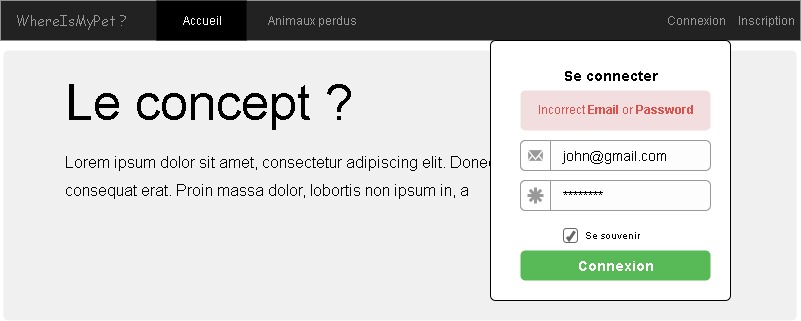 WhereIsMyPet ? Accueil Animaux perdus Connexion Inscription
Se connecter
Incorrect Email or Password
john@gmail.com
********
Se souvenir
Connexion
Le concept ?
Lorem ipsum dolor sit amet, consectetur adipiscing elit.
consequat erat. Proin massa dolor, lobortis non ipsum in, a